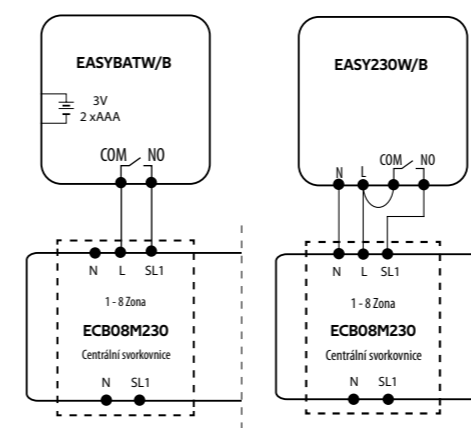 EASYBATW/B
3V
2 xAAA
COM NO
N L SL1
1 - 8 Zona
ECB08M230
Centrální svorkovnice
N SL1
EASY230W/B
N L COM NO
N L SL1
1 - 8 Zona
ECB08M230
Centrální svorkovnice
N SL1